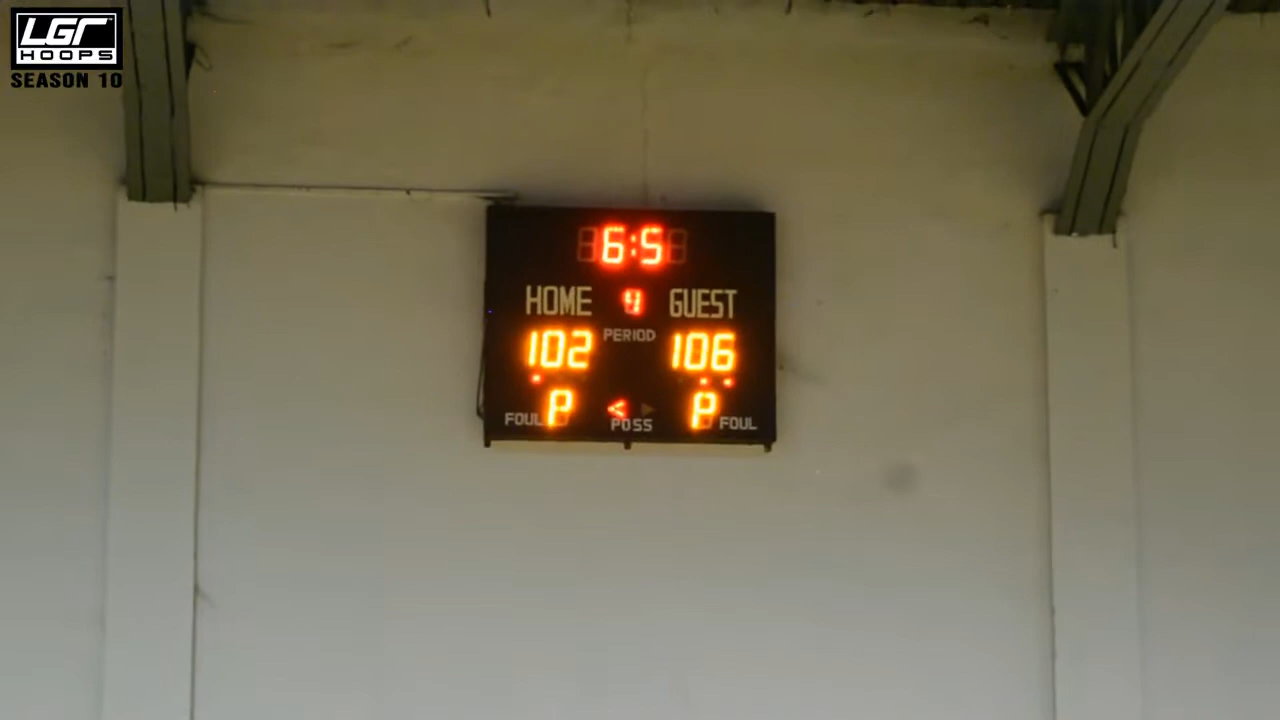 LGR
HOOPS
SEASON 10
6:5
HOME 4 GUEST
PERIOD
102 106
FOUL P < POSS P FOUL